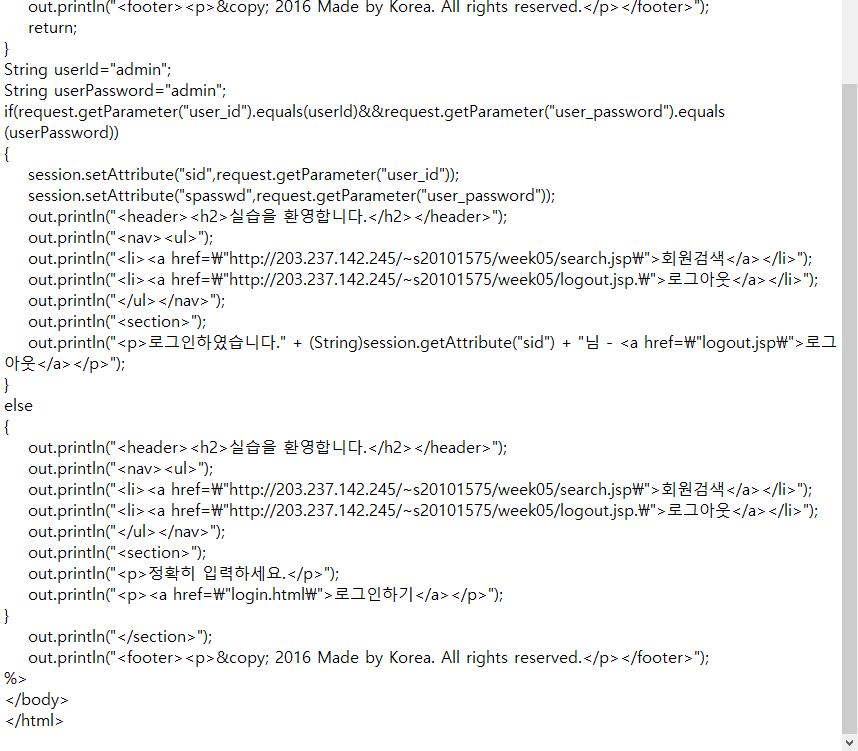 out.println("<footer><p>&copy; 2016 Made by Korea. All rights reserved.</p></footer>");
return;
}
String userId="admin";
String userPassword="admin";
if(request.getParameter("user_id").equals(userId)&&request.getParameter("user_password").equals
(userPassword))
{
session.setAttribute("sid",request.getParameter("user_id"));
session.setAttribute("spasswd",request.getParameter("user_password"));
out.println("<header><h2>실습을 환영합니다.</h2></header>");
out.println("<nav><ul>");
out.println("<li><a href=₩"http://203.237.142.245/~s20101575/week05/search.jsp₩">회원검색</a></li>");
out.println("<li><a href=₩"http://203.237.142.245/~s20101575/week05/logout.jsp.₩">로그아웃</a></li>");
out.println("</ul></nav>");
out.println("<section>");
out.println("<p>로그인하였습니다." + (String)session.getAttribute("sid") + "님 - <a href=₩"logout.jsp₩">로그
아웃</a></p>");
}
else
{
out.println("<header><h2>실습을 환영합니다.</h2></header>");
out.println("<nav><ul>");
out.println("<li><a href=₩"http://203.237.142.245/~s20101575/week05/search.jsp₩">회원검색</a></li>");
out.println("<li><a href=₩"http://203.237.142.245/~s20101575/week05/logout.jsp.₩">로그아웃</a></li>");
out.println("</ul></nav>");
out.println("<section>");
out.println("<p>정확히 입력하세요.</p>");
out.println("<p><a href=₩"login.html₩">로그인하기</a></p>");
}
out.println("</section>");
out.println("<footer><p>&copy; 2016 Made by Korea. All rights reserved.</p></footer>");
%>
</body>
</html>